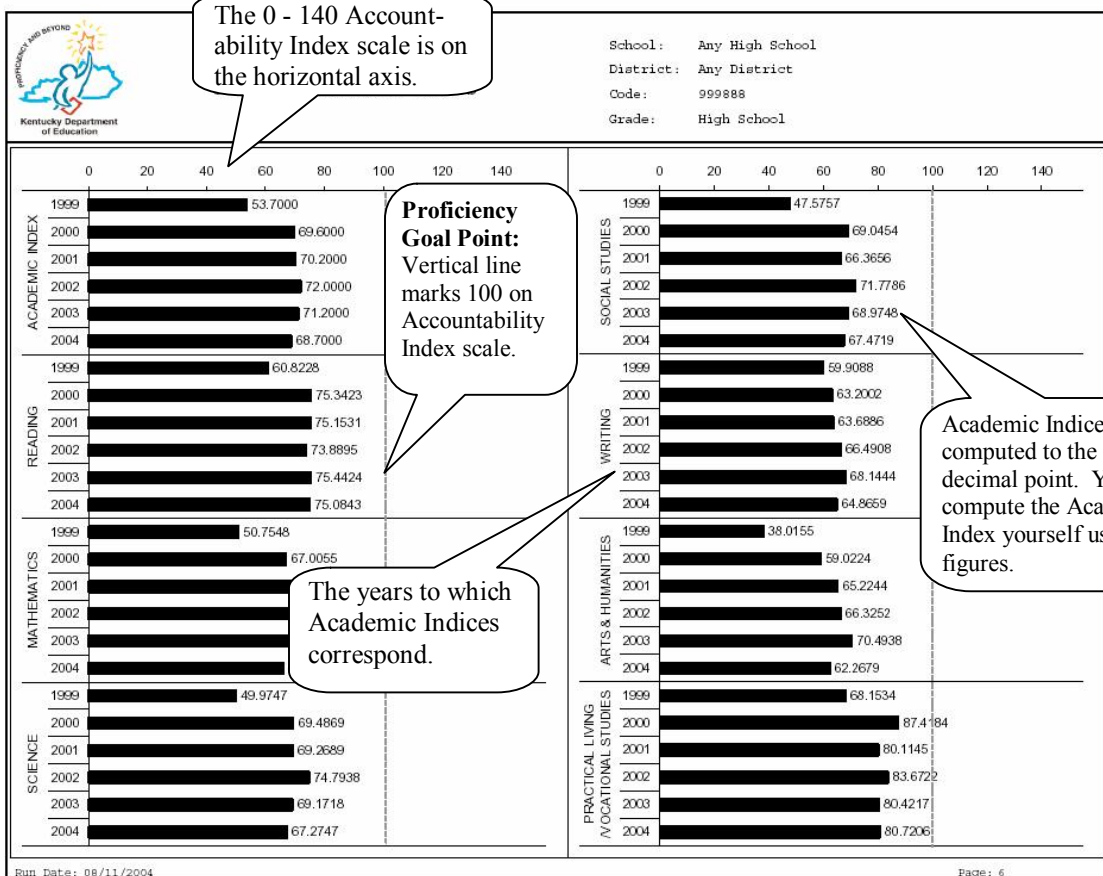 The 0 - 140 Account-
ability Index scale is on
the horizontal axis.
PROFICIENCY AND BEYOND
Kentucky Department
of Education
School: Any High School
District: Any District
Code: 999888
Grade: High School
0 20 40 60 80 100 120 140
ACADEMIC INDEX
1999 53.7000
2000 69.6000
2001 70.2000
2002 72.0000
2003 71.2000
2004 68.7000
READING
1999 60.8228
2000 75.3423
2001 75.1531
2002 73.8895
2003 75.4424
2004 75.0843
MATHEMATICS
1999 50.7548
2000 67.0055
2001
2002
2003
2004
SCIENCE
1999 49.9747
2000 69.4869
2001 69.2689
2002 74.7938
2003 69.1718
2004 67.2747
Proficiency
Goal Point:
Vertical line
marks 100 on
Accountability
Index scale.
The years to which
Academic Indices
correspond.
0 20 40 60 80 100 120 140
SOCIAL STUDIES
1999 47.5757
2000 69.0454
2001 66.3656
2002 71.7786
2003 68.9748
2004 67.4719
WRITING
1999 59.9088
2000 63.2002
2001 63.6886
2002 66.4908
2003 68.1444
2004 64.8659
ARTS & HUMANITIES
1999 38.0155
2000 59.0224
2001 65.2244
2002 66.3252
2003 70.4938
2004 62.2679
PRACTICAL LIVING
/VOCATIONAL STUDIES
1999 68.1534
2000 87.4184
2001 80.1145
2002 83.6722
2003 80.4217
2004 80.7206
Academic Indice
computed to the
decimal point. Y
compute the Aca
Index yourself us
figures.
Run Date: 08/11/2004
Page: 6